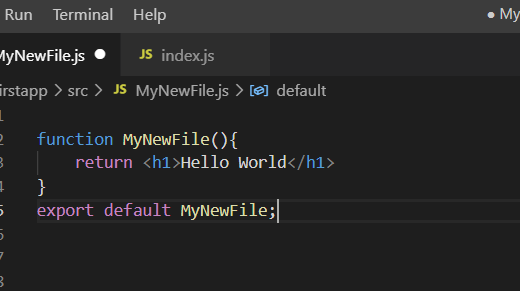 Run Terminal Help ● My
MyNewFile.js ● JS index.js
irstapp > src > JS MyNewFile.js > default
1
2 function MyNewFile(){
3 return <h1>Hello World</h1>
4 }
5 export default MyNewFile;
6
7
8